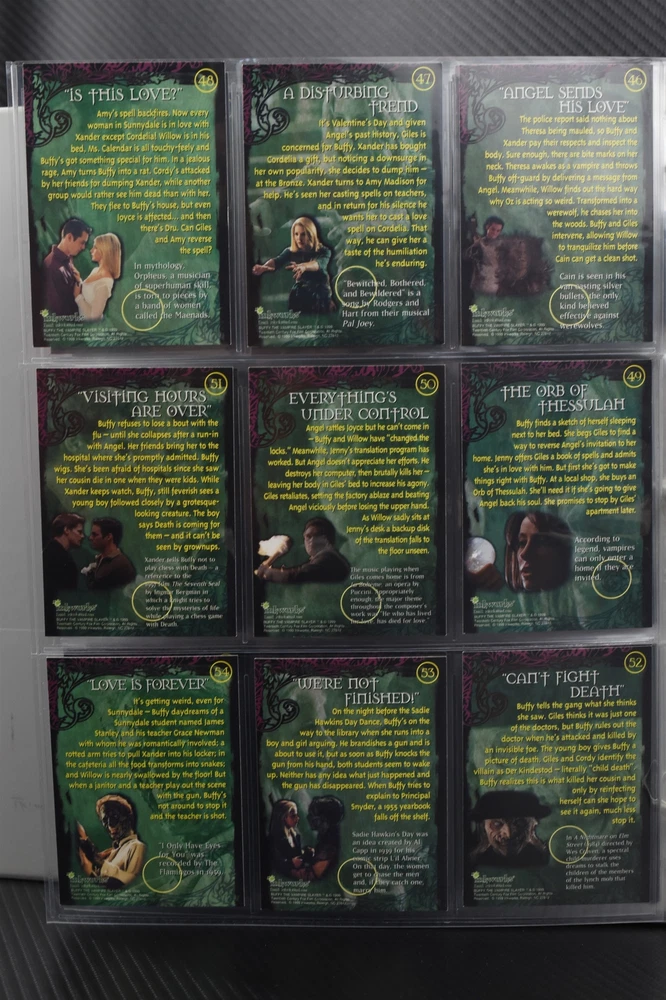 48
"IS THIS LOVE?"
Amy's spell backfires. Now every
woman in Sunnydale is in love with
Xander except Cordelia! Willow is in his
bed, Ms. Calendar is all touchy-feely and
Buffy's got something special for him. In a jealous
rage, Amy turns Buffy into a rat. Cordy's attacked
by her friends for dumping Xander, while another
group would rather see him dead than with her.
They flee to Buffy's house, but even
Joyce is affected... and then
there's Dru. Can Giles
and Amy reverse
the spell?
In mythology,
Orpheus, a musician
of superhuman skill,
is torn to pieces by
a band of women
called the Maenads.
47
A DISTURBING
TREND
It's Valentine's Day and given
Angel's past history, Giles is
concerned for Buffy. Xander has bought
Cordelia a gift, but noticing a downsurge in
her own popularity, she decides to dump him —
at the Bronze. Xander turns to Amy Madison for
help. He's seen her casting spells on teachers,
and in return for his silence he
wants her to cast a love
spell on Cordelia. That
way, he can give her a
taste of the humiliation
he's enduring.
"Bewitched, Bothered,
and Bewildered" is a
song by Rodgers and
Hart from their musical
Pal Joey.
46
"ANGEL SENDS
HIS LOVE"
The police report said nothing about
Theresa being mauled, so Buffy and
Xander pay their respects and inspect the
body. Sure enough, there are bite marks on her
neck. Theresa awakes as a vampire and throws
Buffy off-guard by delivering a message from
Angel. Meanwhile, Willow finds out the hard way
why Oz is acting so weird. Transformed into a
werewolf, he chases her into
the woods. Buffy and Giles
intervene, allowing Willow
to tranquilize him before
Cain can get a clean shot.
Cain is seen in his
van casting silver
bullets, the only
kind believed
effective against
werewolves.
51
"VISITING HOURS
ARE OVER"
Buffy refuses to lose a bout with the
flu — until she collapses after a run-in
with Angel. Her friends bring her to the
hospital where she's promptly admitted. Buffy
wigs. She's been afraid of hospitals since she saw
her cousin die in one when they were kids. While
Xander keeps watch, Buffy, still feverish sees a
young boy followed closely by a grotesque-
looking creature. The boy
says Death is coming for
them — and it can't be
seen by grownups.
Xander tells Buffy not to
play chess with Death — a
reference to the
1957 film The Seventh Seal
by Ingmar Bergman in
which a knight tries to
solve the mysteries of life
while playing a chess game
with Death.
50
EVERYTHING'S
UNDER CONTROL
Angel rattles Joyce but he can't come in
— Buffy and Willow have "changed the
locks." Meanwhile, Jenny's translation program has
worked. But Angel doesn't appreciate her efforts. He
destroys her computer, then brutally kills her —
leaving her body in Giles' bed to increase his agony.
Giles retaliates, setting the factory ablaze and beating
Angel viciously before losing the upper hand.
As Willow sadly sits at
Jenny's desk a backup disk
of the translation falls to
the floor unseen.
The music playing when
Giles comes home is from
La Boheme, an opera by
Puccini. Appropriately
enough, the major theme
throughout the composer's
work was "He who has lived
for love, has died for love".
49
THE ORB OF
THESSULAH
Buffy finds a sketch of herself sleeping
next to her bed. She begs Giles to find a
way to reverse Angel's invitation to her
home. Jenny offers Giles a book of spells and admits
she's in love with him. But first she's got to make
things right with Buffy. At a local shop, she buys an
Orb of Thessulah. She'll need it if she's going to give
Angel back his soul. She promises to stop by Giles'
apartment later.
According to
legend, vampires
can only enter a
home if they are
invited.
54
"LOVE IS FOREVER"
It's getting weird, even for
Sunnydale — Buffy daydreams of a
Sunnydale student named James
Stanley and his teacher Grace Newman
with whom he was romantically involved; a
rotted arm tries to pull Xander into his locker; in
the cafeteria all the food transforms into snakes;
and Willow is nearly swallowed by the floor! But
when a janitor and a teacher play out the scene
with the gun, Buffy's
not around to stop it
and the teacher is shot.
"I Only Have Eyes
for You" was
recorded by The
Flamingos in 1959.
53
"WE'RE NOT
FINISHED!"
On the night before the Sadie
Hawkins Day Dance, Buffy's on the
way to the library when she runs into a
boy and girl arguing. He brandishes a gun and is
about to use it, but as soon as Buffy knocks the
gun from his hand, both students seem to wake
up. Neither has any idea what just happened and
the gun has disappeared. When Buffy tries to
explain to Principal
Snyder, a 1955 yearbook
falls off the shelf.
Sadie Hawkin's Day was
an idea created by Al
Capp in 1939 for his
comic strip L'il Abner.
On that day, the women
get to chase the men
and, if they catch one,
marry him.
52
"CAN'T FIGHT
DEATH"
Buffy tells the gang what she thinks
she saw. Giles thinks it was just one
of the doctors, but Buffy rules out the
doctor when he's attacked and killed by
an invisible foe. The young boy gives Buffy a
picture of death. Giles and Cordy identify the
villain as Der Kindestod — literally "child death".
Buffy realizes this is what killed her cousin and
only by reinfecting
herself can she hope to
see it again, much less
stop it.
In A Nightmare on Elm
Street (1984) directed by
Wes Craven, a spectral
child murderer uses
dreams to stalk the
children of the members
of the lynch mob that
killed him.